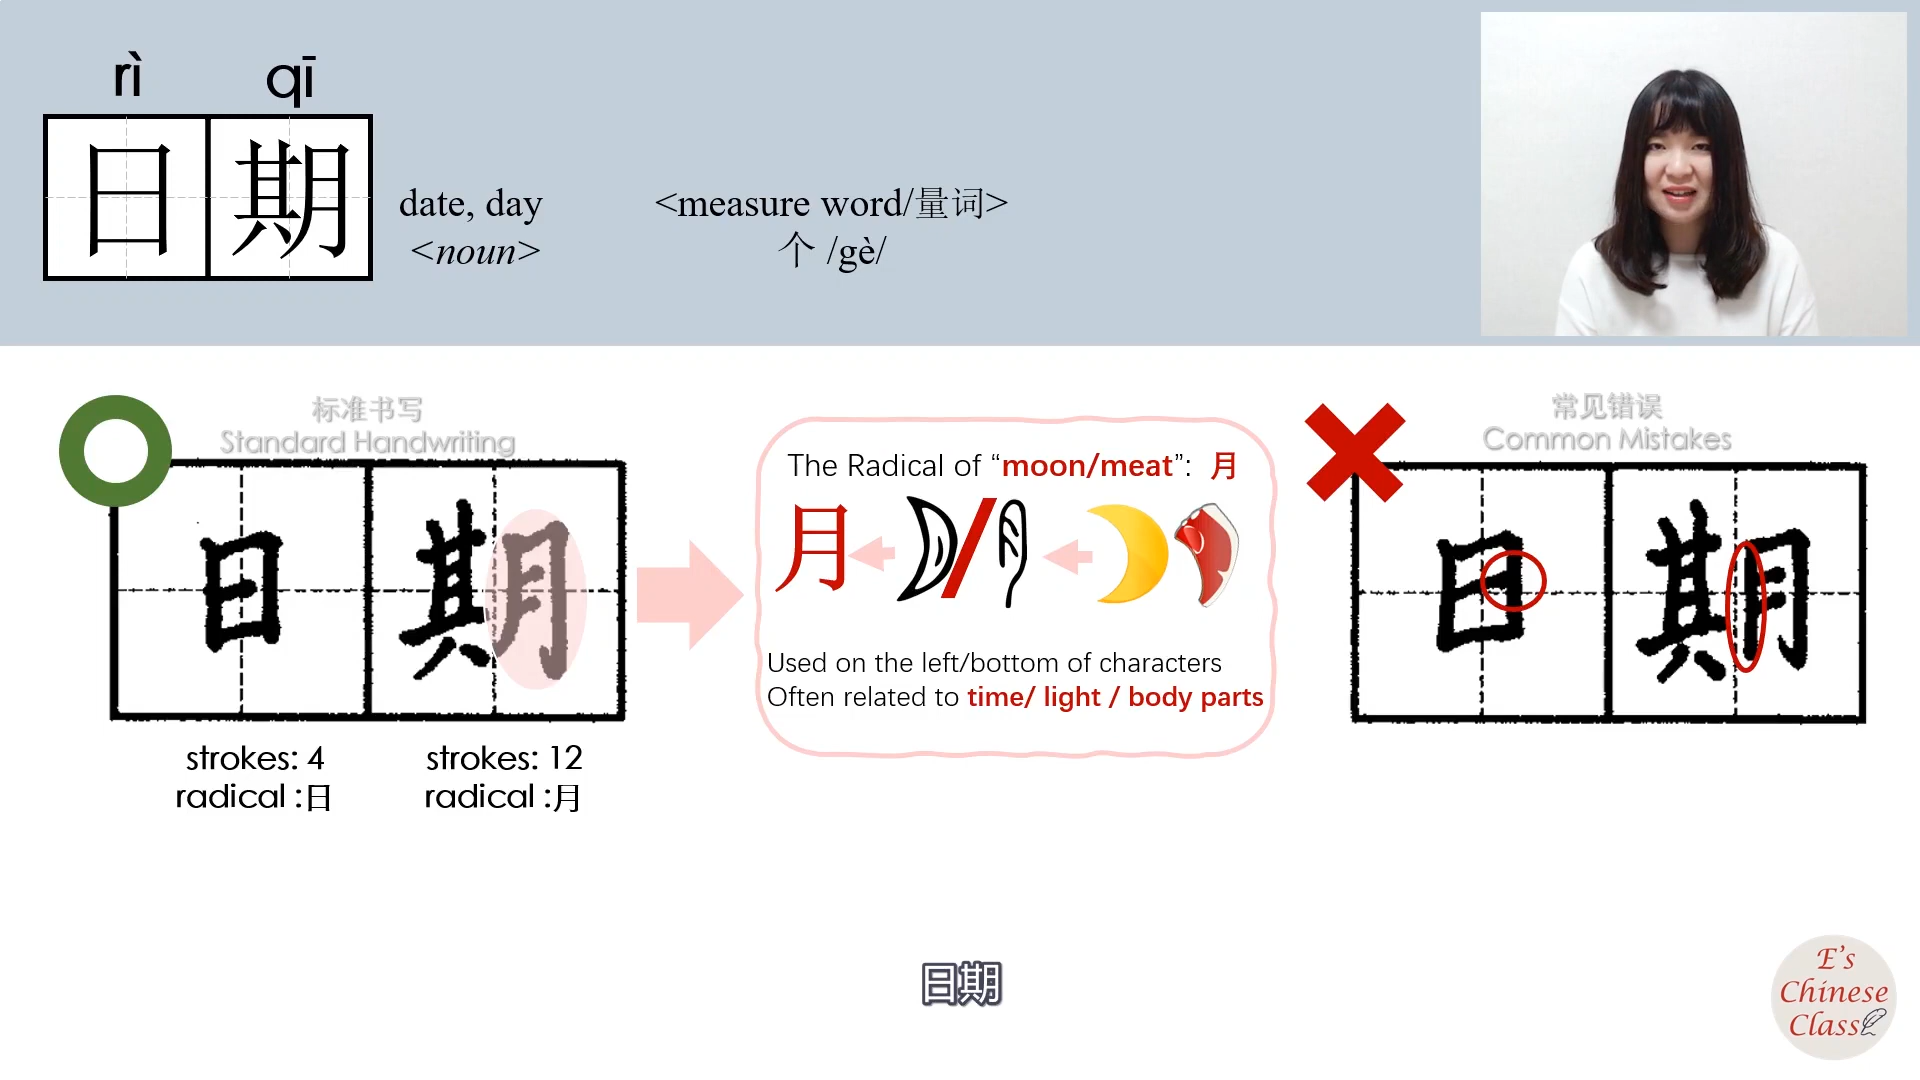 rì qī
日期
date, day
<noun>
<measure word/量词>
个 /gè/
标准书写
Standard Handwriting
日期
strokes: 4
radical :日
strokes: 12
radical :月
The Radical of “moon/meat”: 月
月
Used on the left/bottom of characters
Often related to time/ light / body parts
常见错误
Common Mistakes
日期
日期
E's
Chinese
Class